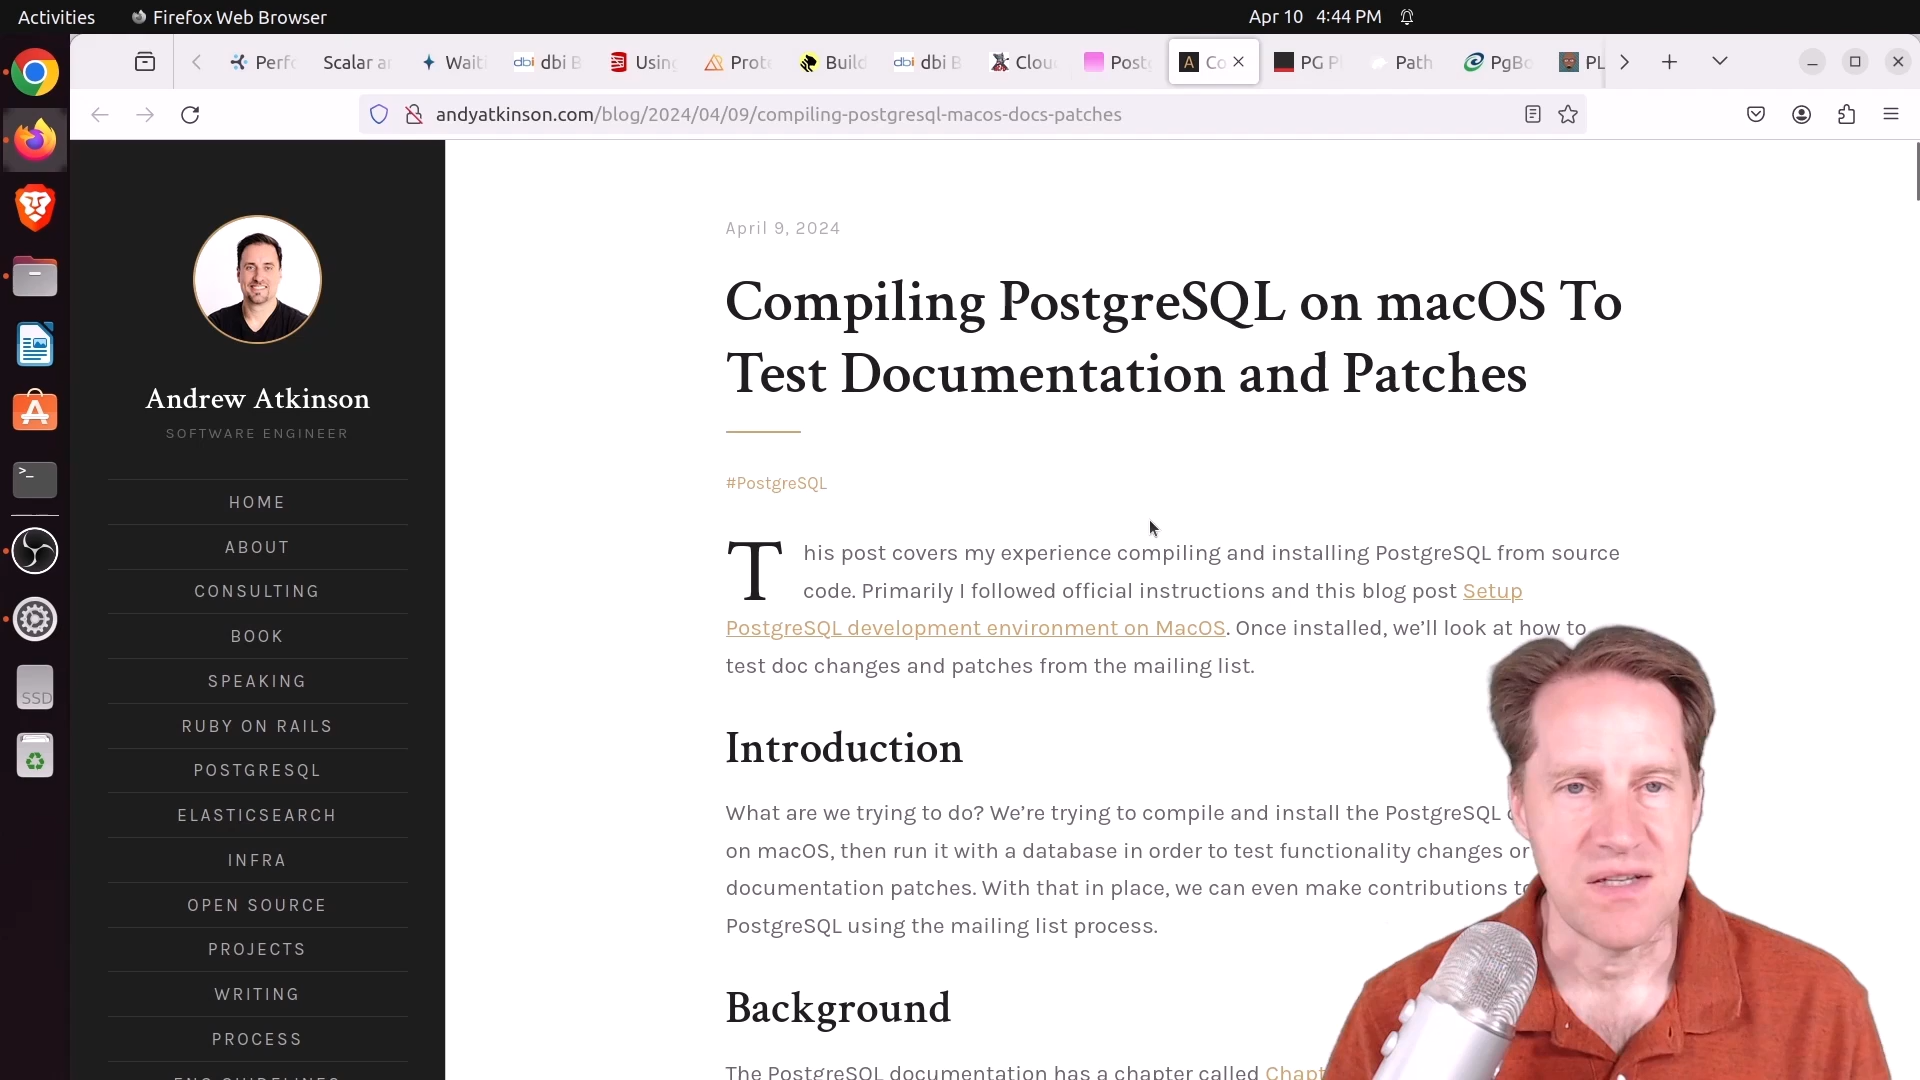 Activities
Firefox Web Browser
Apr 10 4:44 PM
Perfo
Scalar an
Waiti
dbi dbi B
Using
Prote
Build
dbi dbi B
Clou
Postg
A Co
PG P
Path
PgBo
PL
andyatkinson.com/blog/2024/04/09/compiling-postgresql-macos-docs-patches
SSD
Andrew Atkinson
SOFTWARE ENGINEER
HOME
ABOUT
CONSULTING
BOOK
SPEAKING
RUBY ON RAILS
POSTGRESQL
ELASTICSEARCH
INFRA
OPEN SOURCE
PROJECTS
WRITING
PROCESS
April 9, 2024
Compiling PostgreSQL on macOS To
Test Documentation and Patches
#PostgreSQL
This post covers my experience compiling and installing PostgreSQL from source
code. Primarily I followed official instructions and this blog post Setup
PostgreSQL development environment on MacOS. Once installed, we’ll look at how to
test doc changes and patches from the mailing list.
Introduction
What are we trying to do? We’re trying to compile and install the PostgreSQL
on macOS, then run it with a database in order to test functionality changes or
documentation patches. With that in place, we can even make contributions to
PostgreSQL using the mailing list process.
Background
The PostgreSQL documentation has a chapter called Chapt